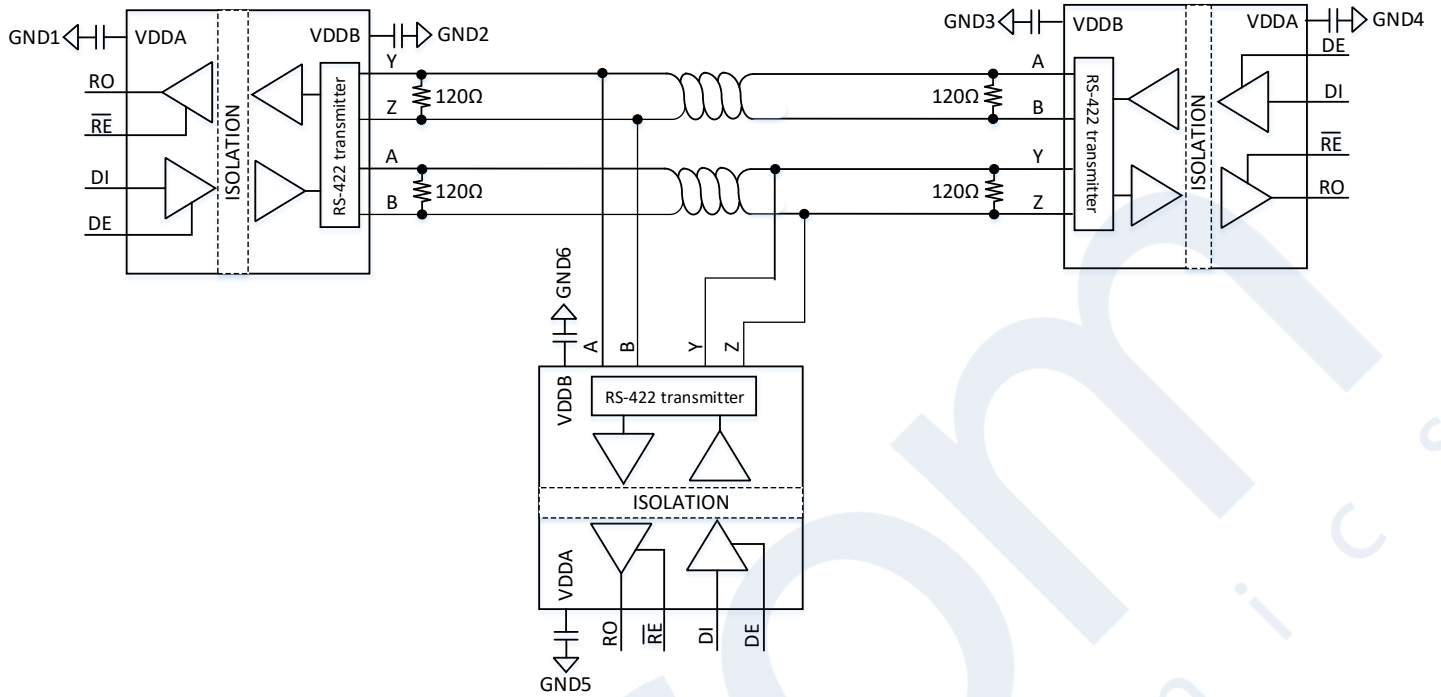 GND1
VDDA
VDDB
GND2
RO
RE
DI
DE
ISOLATION
RS-422 transmitter
Y
Z
A
B
120Ω
120Ω
120Ω
120Ω
GND3
VDDB
VDDA
GND4
A
B
Y
Z
RS-422 transmitter
ISOLATION
DE
DI
RE
RO
GND6
A
B
Y
Z
VDDB
RS-422 transmitter
ISOLATION
VDDA
RO
RE
DI
DE
GND5
om
a i c s